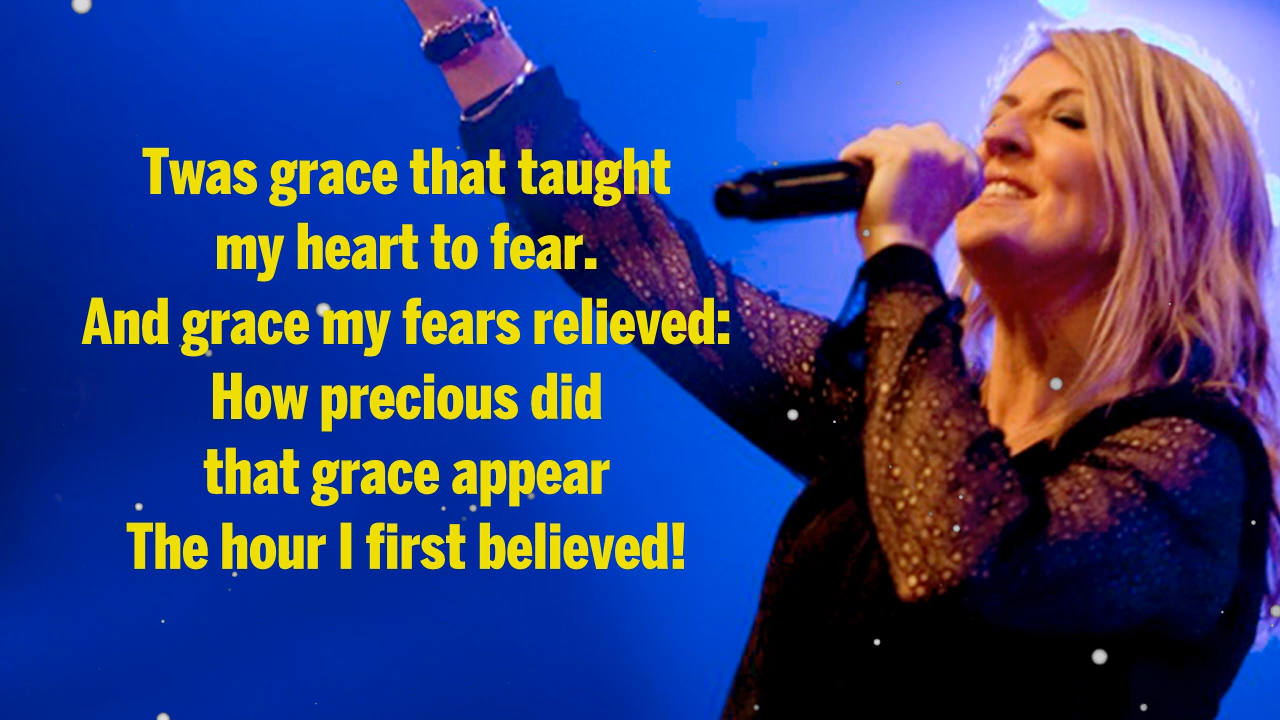 Twas grace that taught
my heart to fear.
And grace my fears relieved:
How precious did
that grace appear
The hour I first believed!